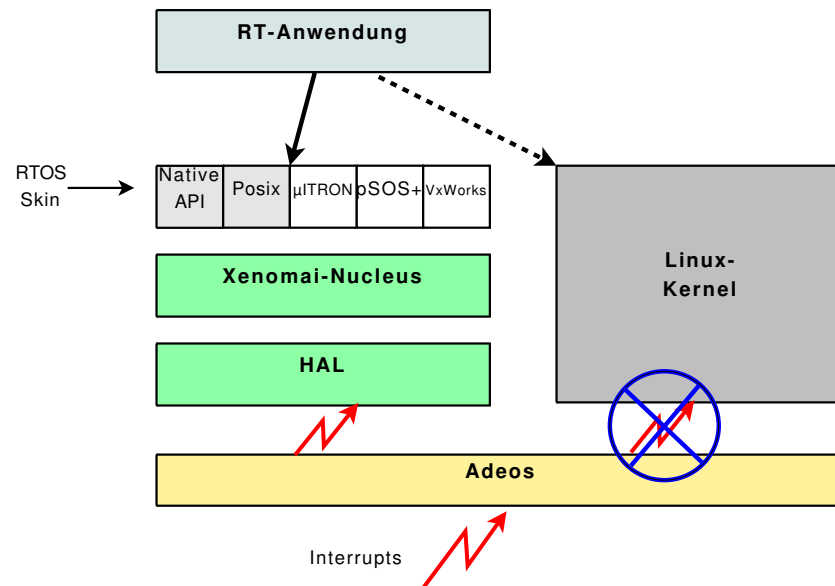 RT-Anwendung
RTOS
Skin
Native
API
Posix
µITRON
pSOS+
VxWorks
Xenomai-Nucleus
Linux-
Kernel
HAL
Adeos
Interrupts